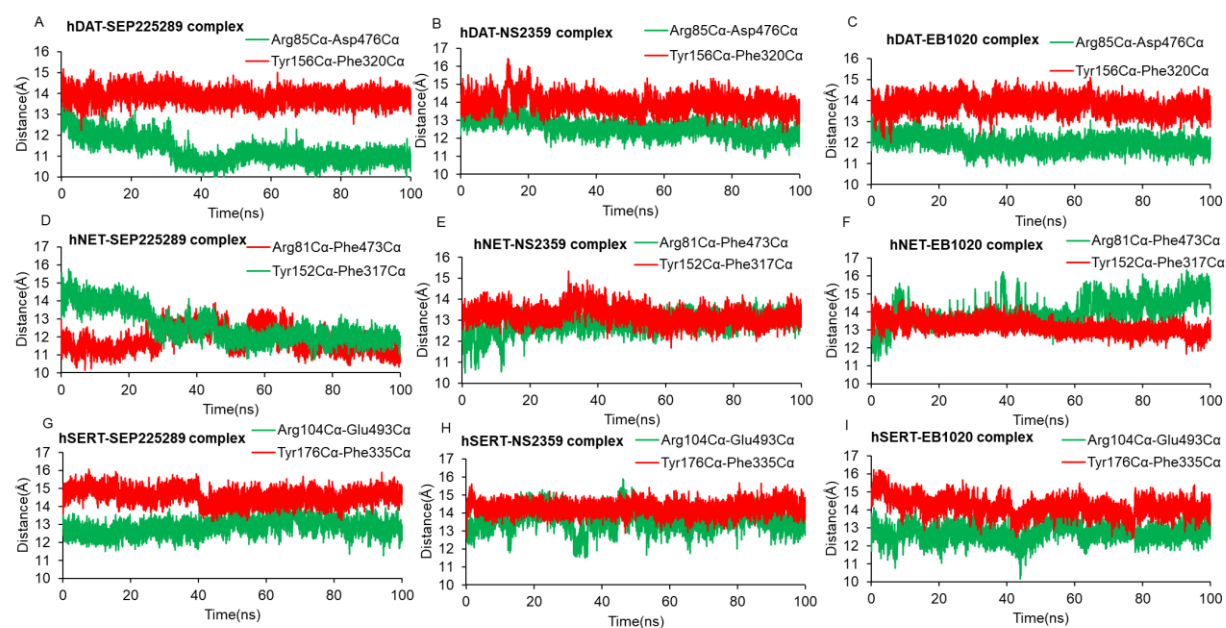 A
hDAT-SEP225289 complex
Arg85Cα-Asp476Cα
Tyr156Cα-Phe320Cα
Distance(Å)
16
15
14
13
12
11
10
0 20 40 60 80 100
Time(ns)
B
hDAT-NS2359 complex
Arg85Cα-Asp476Cα
Tyr156Cα-Phe320Cα
Distance(Å)
17
16
15
14
13
12
11
10
0 20 40 60 80 100
Time(ns)
C
hDAT-EB1020 complex
Arg85Cα-Asp476Cα
Tyr156Cα-Phe320Cα
Distance(Å)
16
15
14
13
12
11
10
0 20 40 60 80 100
Time(ns)
D
hNET-SEP225289 complex
Arg81Cα-Phe473Cα
Tyr152Cα-Phe317Cα
Distance(Å)
17
16
15
14
13
12
11
10
0 20 40 60 80 100
Time(ns)
E
hNET-NS2359 complex
Arg81Cα-Phe473Cα
Tyr152Cα-Phe317Cα
Distance(Å)
16
15
14
13
12
11
10
0 20 40 60 80 100
Time(ns)
F
hNET-EB1020 complex
Arg81Cα-Phe473Cα
Tyr152Cα-Phe317Cα
Distance(Å)
17
16
15
14
13
12
11
10
0 20 40 60 80 100
Time(ns)
G
hSERT-SEP225289 complex
Arg104Cα-Glu493Cα
Tyr176Cα-Phe335Cα
Distance(Å)
17
16
15
14
13
12
11
10
0 20 40 60 80 100
Time(ns)
H
hSERT-NS2359 complex
Arg104Cα-Glu493Cα
Tyr176Cα-Phe335Cα
Distance(Å)
16
15
14
13
12
11
10
0 20 40 60 80 100
Time(ns)
I
hSERT-EB1020 complex
Arg104Cα-Glu493Cα
Tyr176Cα-Phe335Cα
Distance(Å)
17
16
15
14
13
12
11
10
0 20 40 60 80 100
Time(ns)